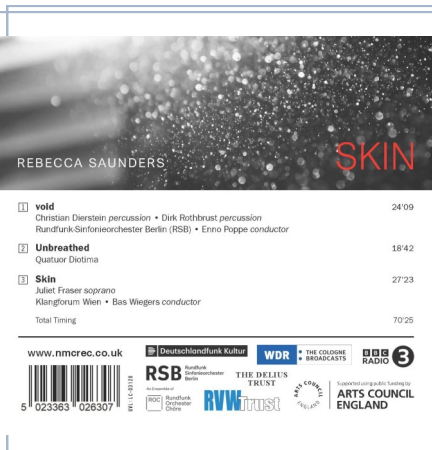 REBECCA SAUNDERS
SKIN
1 void 24'09
Christian Dierstein percussion • Dirk Rothbrust percussion
Rundfunk-Sinfonieorchester Berlin (RSB) • Enno Poppe conductor
2 Unbreathed 18'42
Quatuor Diotima
3 Skin 27'23
Juliet Fraser soprano
Klangforum Wien • Bas Wiegers conductor
Total Timing 70'25
www.nmcrec.co.uk
Deutschlandfunk Kultur
WDR THE COLOGNE
BROADCASTS
BBC
RADIO 3
RSB Rundfunk
Sinfonieorchester
Berlin
THE DELIUS
TRUST
ROC Rundfunk
Orchester
Chöre
RVW Trust
ARTS COUNCIL
ENGLAND
Supported using public funding by
ARTS COUNCIL
ENGLAND
5 023363 026307